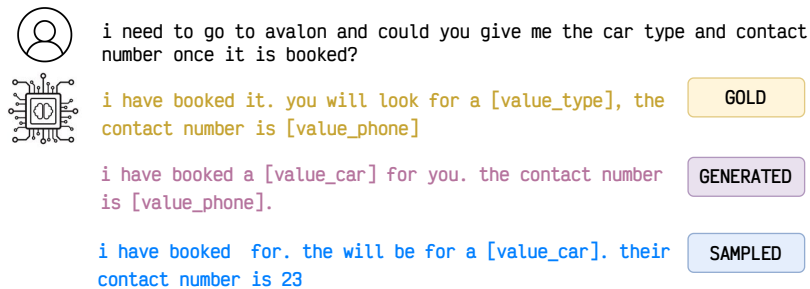 i need to go to avalon and could you give me the car type and contact
number once it is booked?
i have booked it. you will look for a [value_type], the
contact number is [value_phone]
GOLD
i have booked a [value_car] for you. the contact number
is [value_phone].
GENERATED
i have booked  for. the will be for a [value_car]. their
contact number is 23
SAMPLED